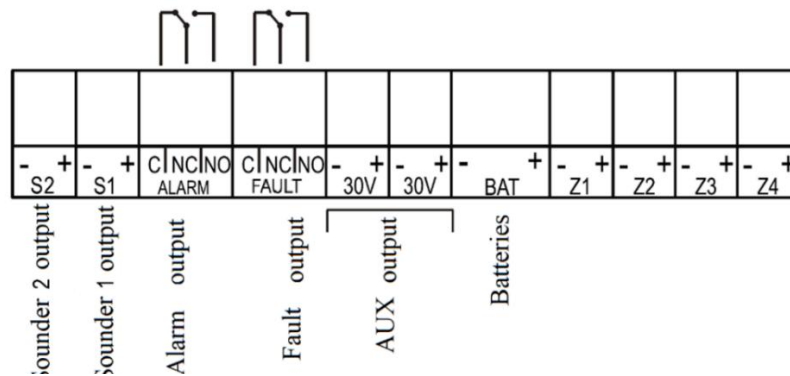 - + - + C NC NO C NC NO - + - + - + - + - + - + - +
S2 S1 ALARM FAULT 30V 30V BAT Z1 Z2 Z3 Z4
Sounder 2 output
Sounder 1 output
Alarm output
Fault output
AUX output
Batteries